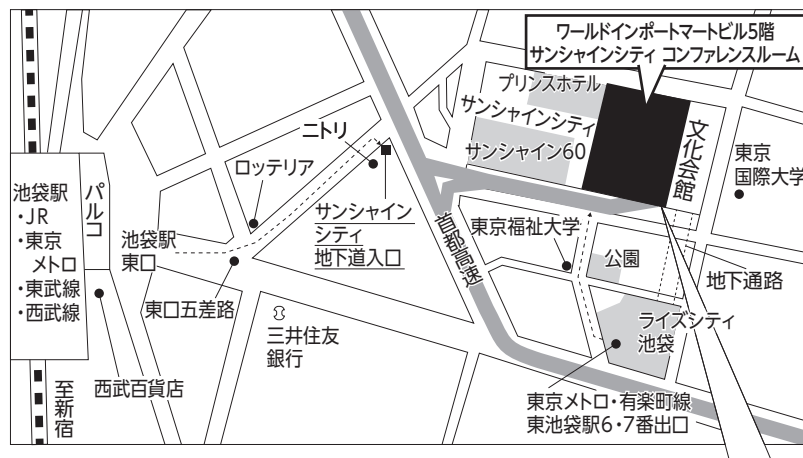 ワールドインポートマートビル5階
サンシャインシティ コンファレンスルーム
プリンスホテル
サンシャインシティ
サンシャイン60
文化会館
東京
国際大学
ニトリ
ロッテリア
サンシャイン
シティ
地下道入口
首都高速
東京福祉大学
公園
地下通路
ライズシティ
池袋
東京メトロ・有楽町線
東池袋駅6・7番出口
池袋駅
・JR
・東京
メトロ
・東武線
・西武線
パルコ
池袋駅
東口
東口五差路
三井住友
銀行
西武百貨店
至新宿